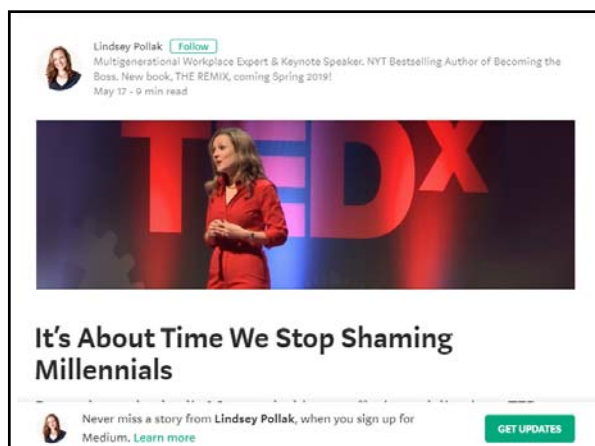 Lindsey Pollak Follow
Multigenerational Workplace Expert & Keynote Speaker. NYT Bestselling Author of Becoming the
Boss. New book, THE REMIX, coming Spring 2019!
May 17 · 9 min read
TEDx
It's About Time We Stop Shaming
Millennials
Never miss a story from Lindsey Pollak, when you sign up for
Medium. Learn more
GET UPDATES